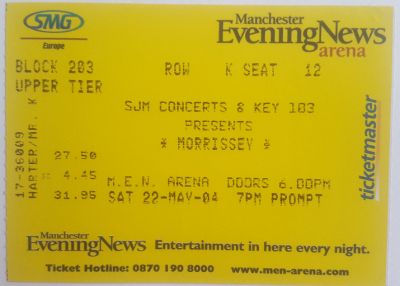 SMG
Europe
Manchester
Evening News
arena
BLOCK 203 ROW K SEAT 12
UPPER TIER
SJM CONCERTS & KEY 103
PRESENTS
* MORRISSEY *
M.E.N. ARENA DOORS 6.00PM
SAT 22-MAY-04 7PM PROMPT
17-36009
HARTER/MR. K
27.50
4.45
31.95
ticketmaster
Manchester
Evening News Entertainment in here every night.
Ticket Hotline: 0870 190 8000 www.men-arena.com